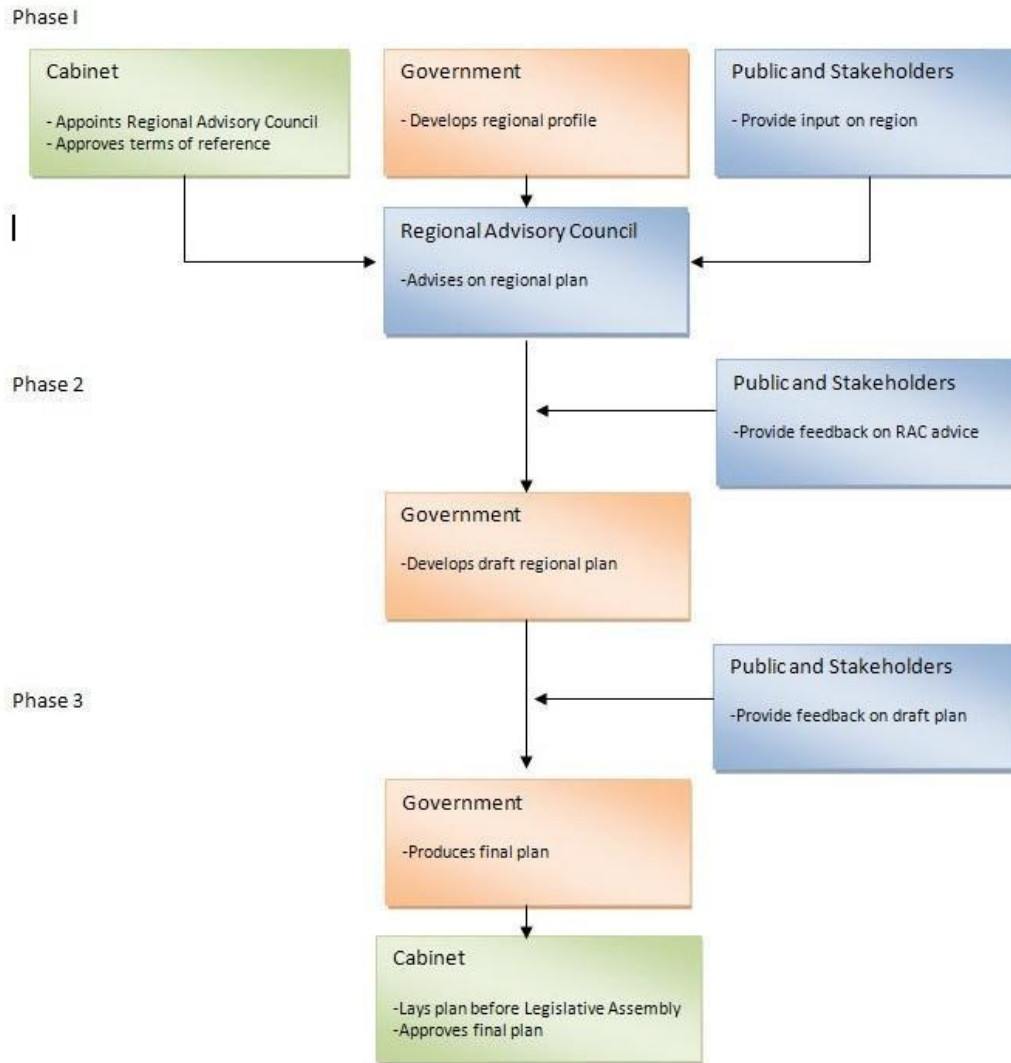 Phase I
Cabinet
- Appoints Regional Advisory Council
- Approves terms of reference
Government
- Develops regional profile
Public and Stakeholders
- Provide input on region
Regional Advisory Council
-Advises on regional plan
Phase 2
Public and Stakeholders
-Provide feedback on RAC advice
Government
-Develops draft regional plan
Phase 3
Public and Stakeholders
-Provide feedback on draft plan
Government
-Produces final plan
Cabinet
-Lays plan before Legislative Assembly
-Approves final plan